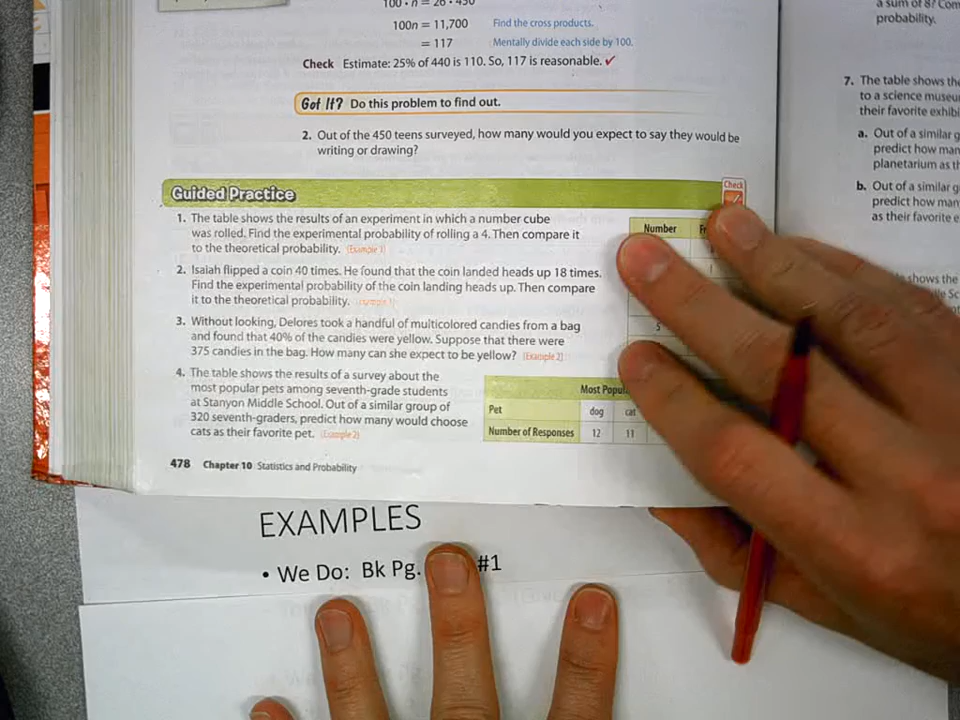 100 • n = 26 • 450
100n = 11,700 Find the cross products.
= 117 Mentally divide each side by 100.
Check Estimate: 25% of 440 is 110. So, 117 is reasonable. ✓
Got It? Do this problem to find out.
2. Out of the 450 teens surveyed, how many would you expect to say they would be
writing or drawing?
Guided Practice
Check
1. The table shows the results of an experiment in which a number cube
was rolled. Find the experimental probability of rolling a 4. Then compare it
to the theoretical probability. (Example 1)
Number
2. Isaiah flipped a coin 40 times. He found that the coin landed heads up 18 times.
Find the experimental probability of the coin landing heads up. Then compare
it to the theoretical probability. (Example 1)
5
3. Without looking, Delores took a handful of multicolored candies from a bag
and found that 40% of the candies were yellow. Suppose that there were
375 candies in the bag. How many can she expect to be yellow? (Example 2)
4. The table shows the results of a survey about the
most popular pets among seventh-grade students
at Stanyon Middle School. Out of a similar group of
320 seventh-graders, predict how many would choose
cats as their favorite pet. (Example 2)
Most
Pet dog cat
Number of Responses 12 11
478 Chapter 10 Statistics and Probability
EXAMPLES
• We Do: Bk Pg. #1
a sum of 8?
probability.
7. The table shows the
to a science
their favorite
a. Out of a similar
predict how
planetarium as
b. Out of a similar
predict how
as their favorite
shows the